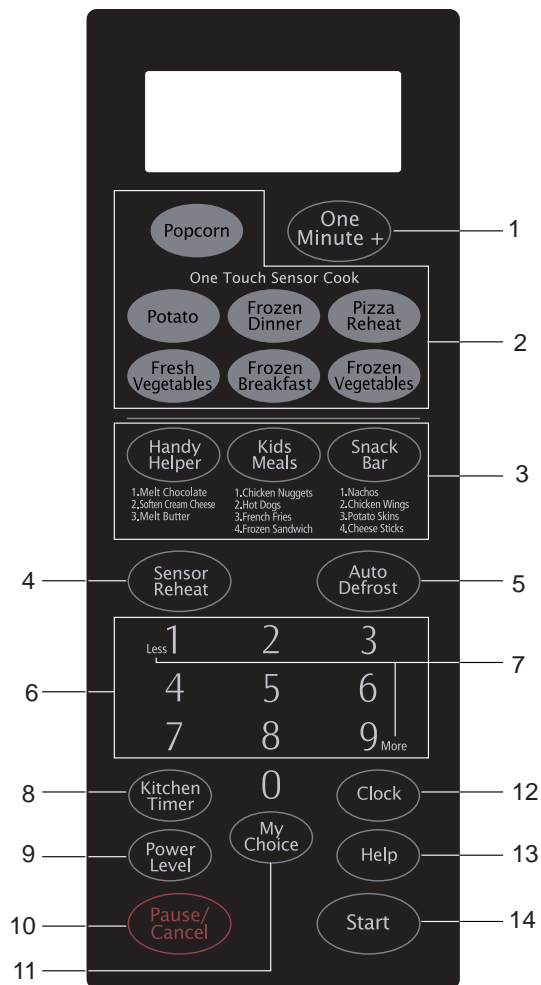 Popcorn
One
Minute +
1
One Touch Sensor Cook
Potato
Frozen
Dinner
Pizza
Reheat
2
Fresh
Vegetables
Frozen
Breakfast
Frozen
Vegetables
Handy
Helper
Kids
Meals
Snack
Bar
3
1.Melt Chocolate
2.Soften Cream Cheese
3.Melt Butter
1.Chicken Nuggets
2.Hot Dogs
3.French Fries
4.Frozen Sandwich
1.Nachos
2.Chicken Wings
3.Potato Skins
4.Cheese Sticks
4
Sensor
Reheat
Auto
Defrost
5
Less 1 2 3
6
4 5 6
7
7 8 9 More
8
Kitchen
Timer
0
Clock
12
9
Power
Level
My
Choice
Help
13
10
Pause/
Cancel
Start
14
11